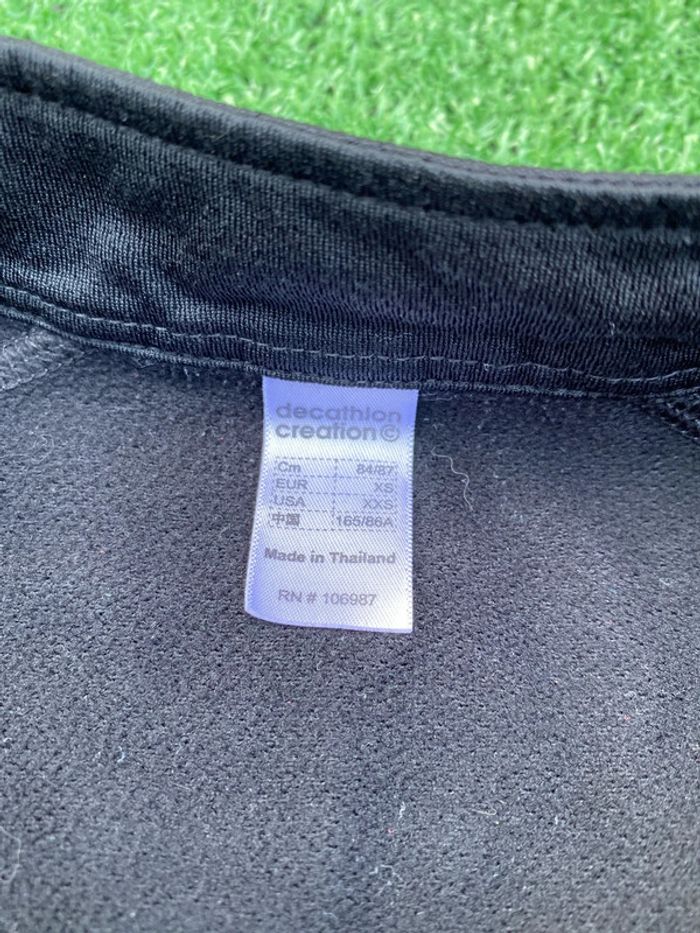 decathlon
creation©
Cm 84/87
EUR XS
USA XXS
中国 165/86A
Made in Thailand
RN # 106987